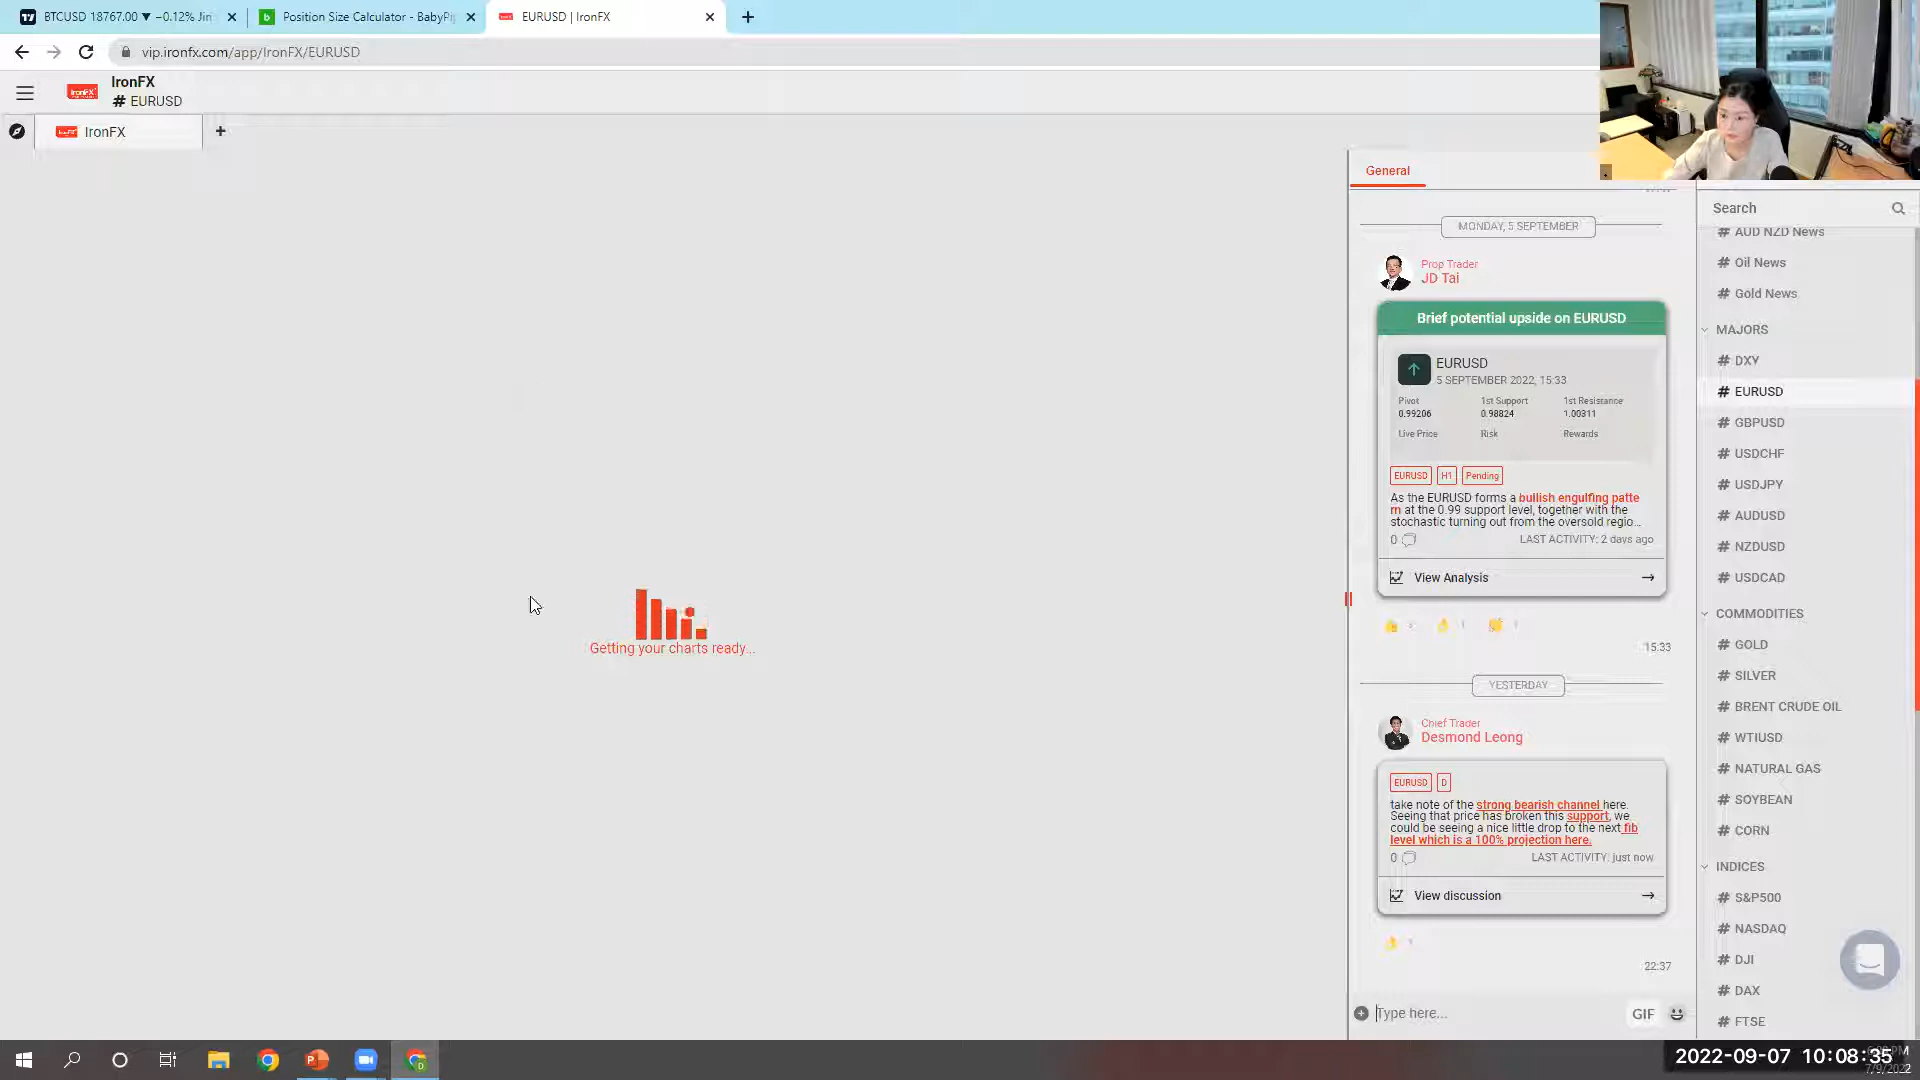 BTCUSD 18767.00 ▼ −0.12% Jin
Position Size Calculator - BabyPip
EURUSD | IronFX
vip.ironfx.com/app/IronFX/EURUSD
IronFX
# EURUSD
IronFX
General
MONDAY, 5 SEPTEMBER
Prop Trader
JD Tai
Brief potential upside on EURUSD
EURUSD
5 SEPTEMBER 2022, 15:33
Pivot 1st Support 1st Resistance
0.99206 0.98824 1.00311
Live Price Risk Rewards
EURUSD H1 Pending
As the EURUSD forms a bullish engulfing patte
rn at the 0.99 support level, together with the
stochastic turning out from the oversold regio...
0 LAST ACTIVITY: 2 days ago
View Analysis
15:33
YESTERDAY
Chief Trader
Desmond Leong
EURUSD D
take note of the strong bearish channel here.
Seeing that price has broken this support, we
could be seeing a nice little drop to the next fib
level which is a 100% projection here.
0 LAST ACTIVITY: just now
View discussion
22:37
Type here...
GIF
Getting your charts ready...
Search
# AUD NZD News
# Oil News
# Gold News
MAJORS
# DXY
# EURUSD
# GBPUSD
# USDCHF
# USDJPY
# AUDUSD
# NZDUSD
# USDCAD
COMMODITIES
# GOLD
# SILVER
# BRENT CRUDE OIL
# WTIUSD
# NATURAL GAS
# SOYBEAN
# CORN
INDICES
# S&P500
# NASDAQ
# DJI
# DAX
# FTSE
2022-09-07 10:08:35